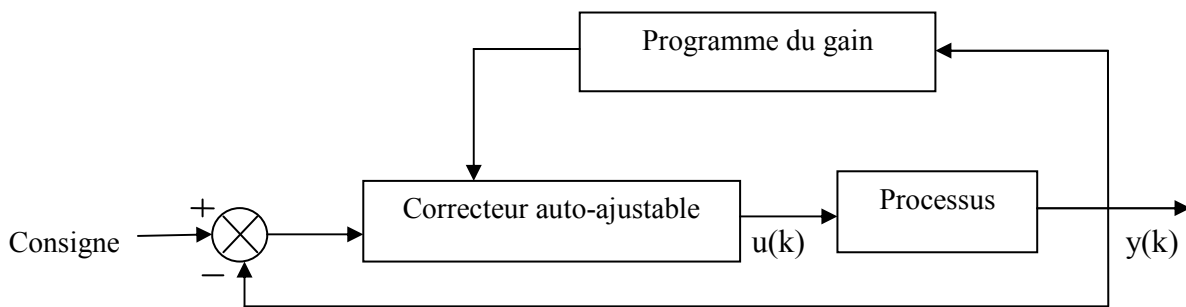 Programme du gain
Correcteur auto-ajustable
Processus
+
Consigne
−
u(k)
y(k)